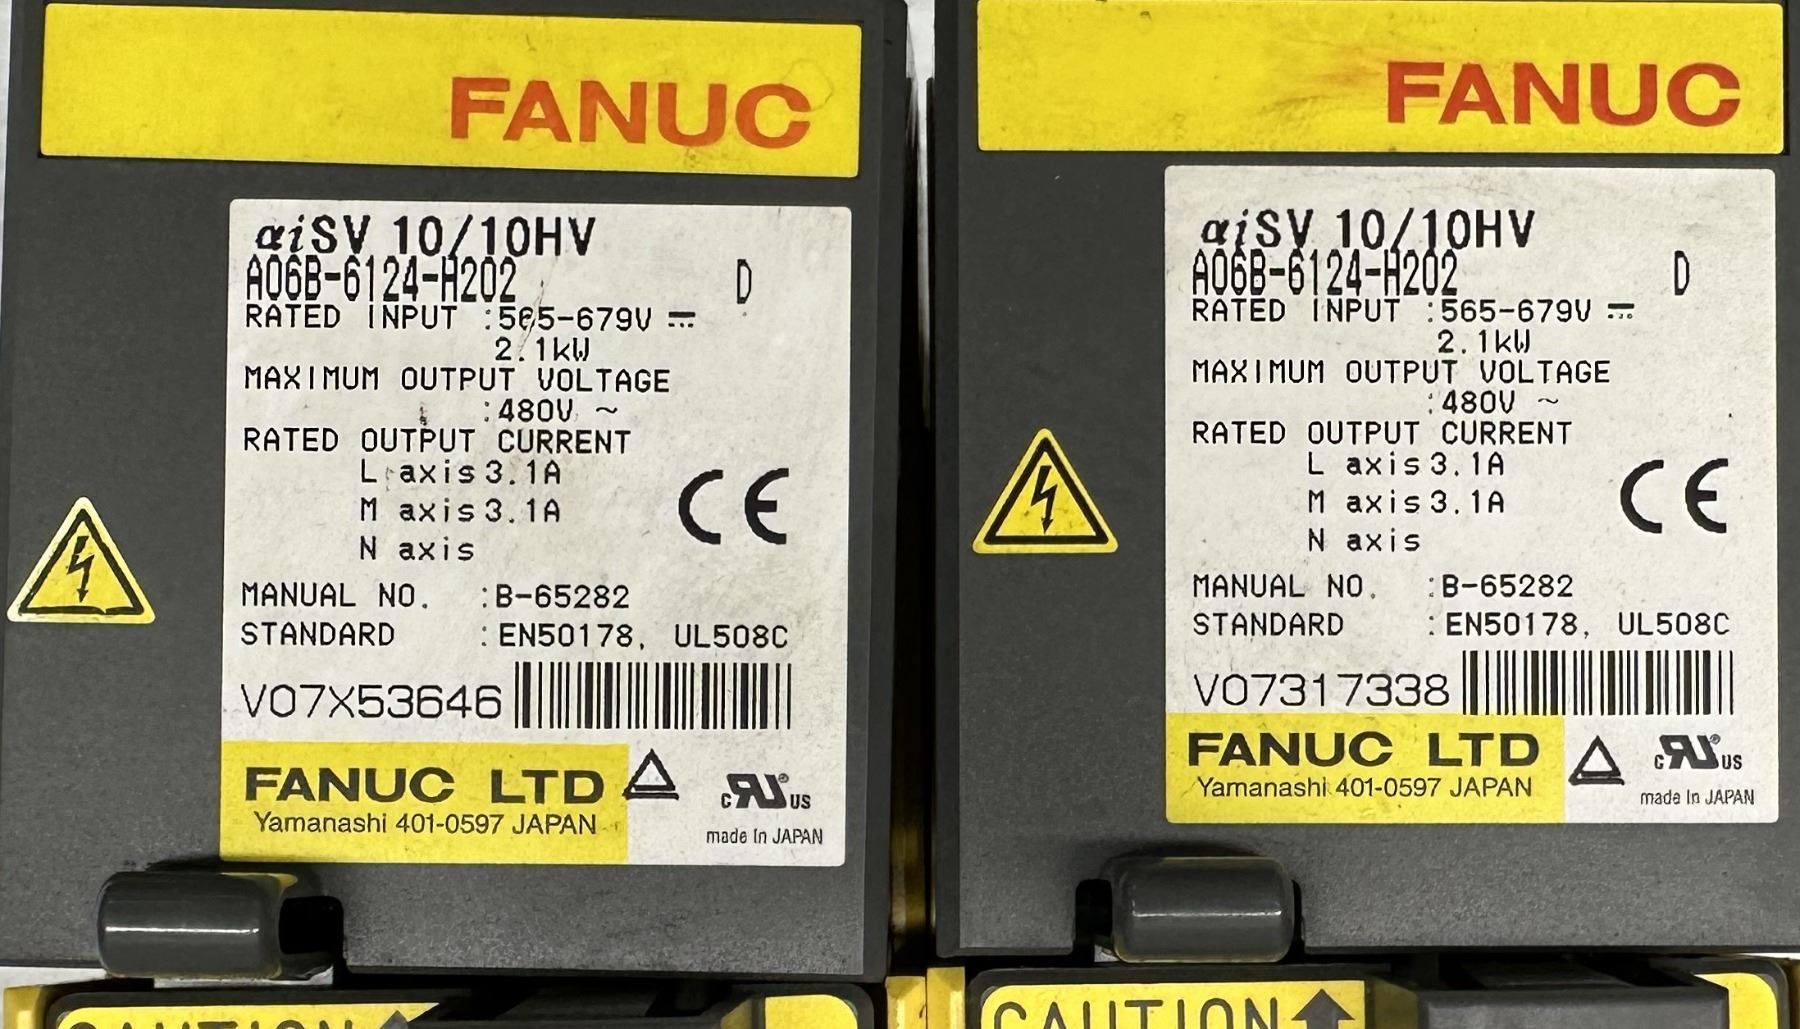 FANUC
αiSV 10/10HV
A06B-6124-H202 D
RATED INPUT :565-679V
2.1kW
MAXIMUM OUTPUT VOLTAGE
:480V ~
RATED OUTPUT CURRENT
L axis 3.1A
M axis 3.1A
N axis
CE
MANUAL NO. :B-65282
STANDARD :EN50178, UL508C
V07X53646
FANUC LTD
Yamanashi 401-0597 JAPAN
c RU ® US
made in JAPAN
CAUTION
FANUC
αiSV 10/10HV
A06B-6124-H202 D
RATED INPUT :565-679V
2.1kW
MAXIMUM OUTPUT VOLTAGE
:480V ~
RATED OUTPUT CURRENT
L axis 3.1A
M axis 3.1A
N axis
CE
MANUAL NO. :B-65282
STANDARD :EN50178, UL508C
V07317338
FANUC LTD
Yamanashi 401-0597 JAPAN
c RU ® US
made in JAPAN
CAUTION